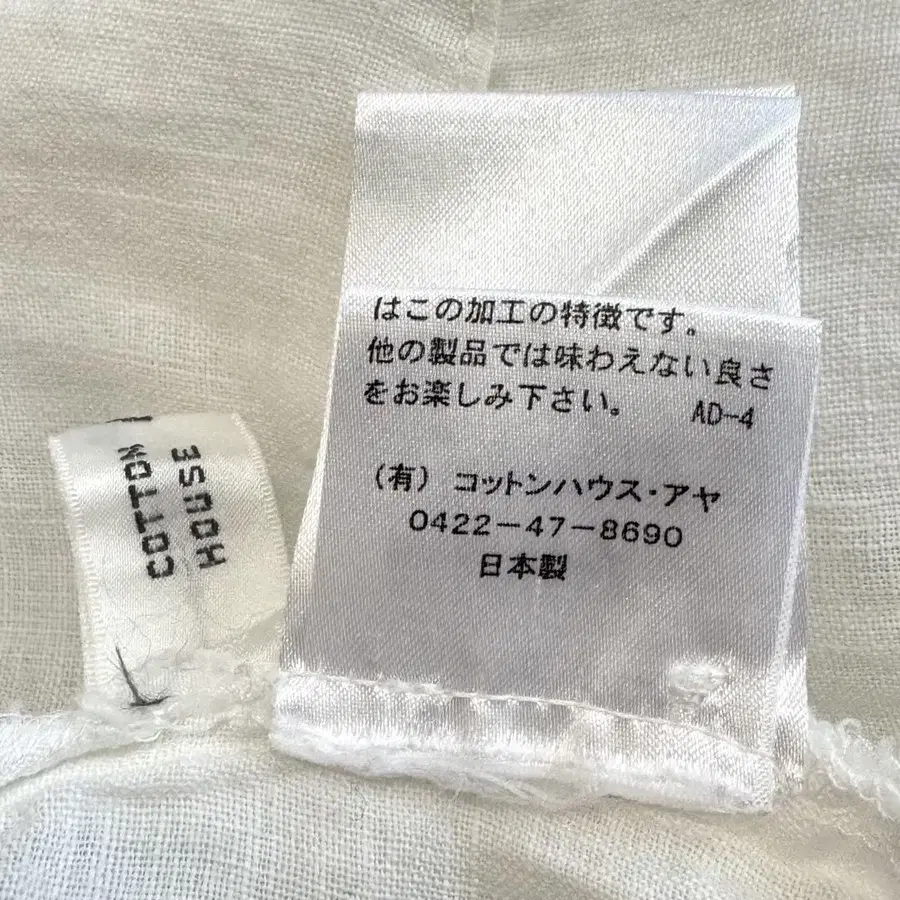 はこの加工の特徴です。
他の製品では味わえない良さ
をお楽しみ下さい。 AD-4
(有) コットンハウス・アヤ
0422-47-8690
日本製
COTTON
HOUSE